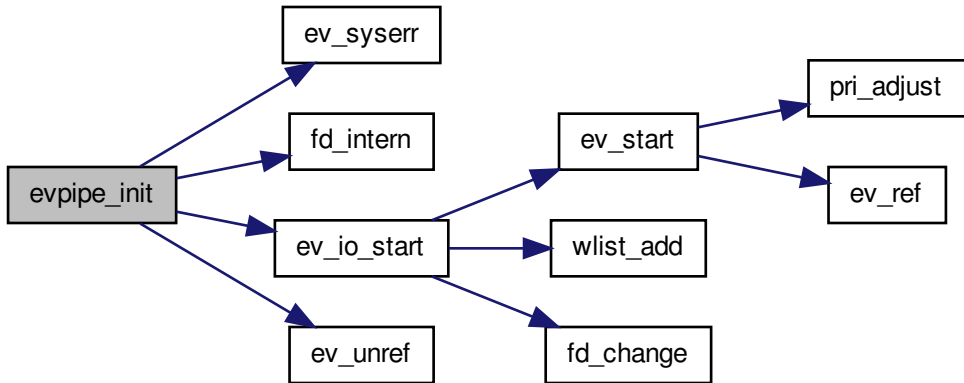 ev_syserr
pri_adjust
fd_intern
ev_start
evpipe_init
ev_ref
ev_io_start
wlist_add
ev_unref
fd_change